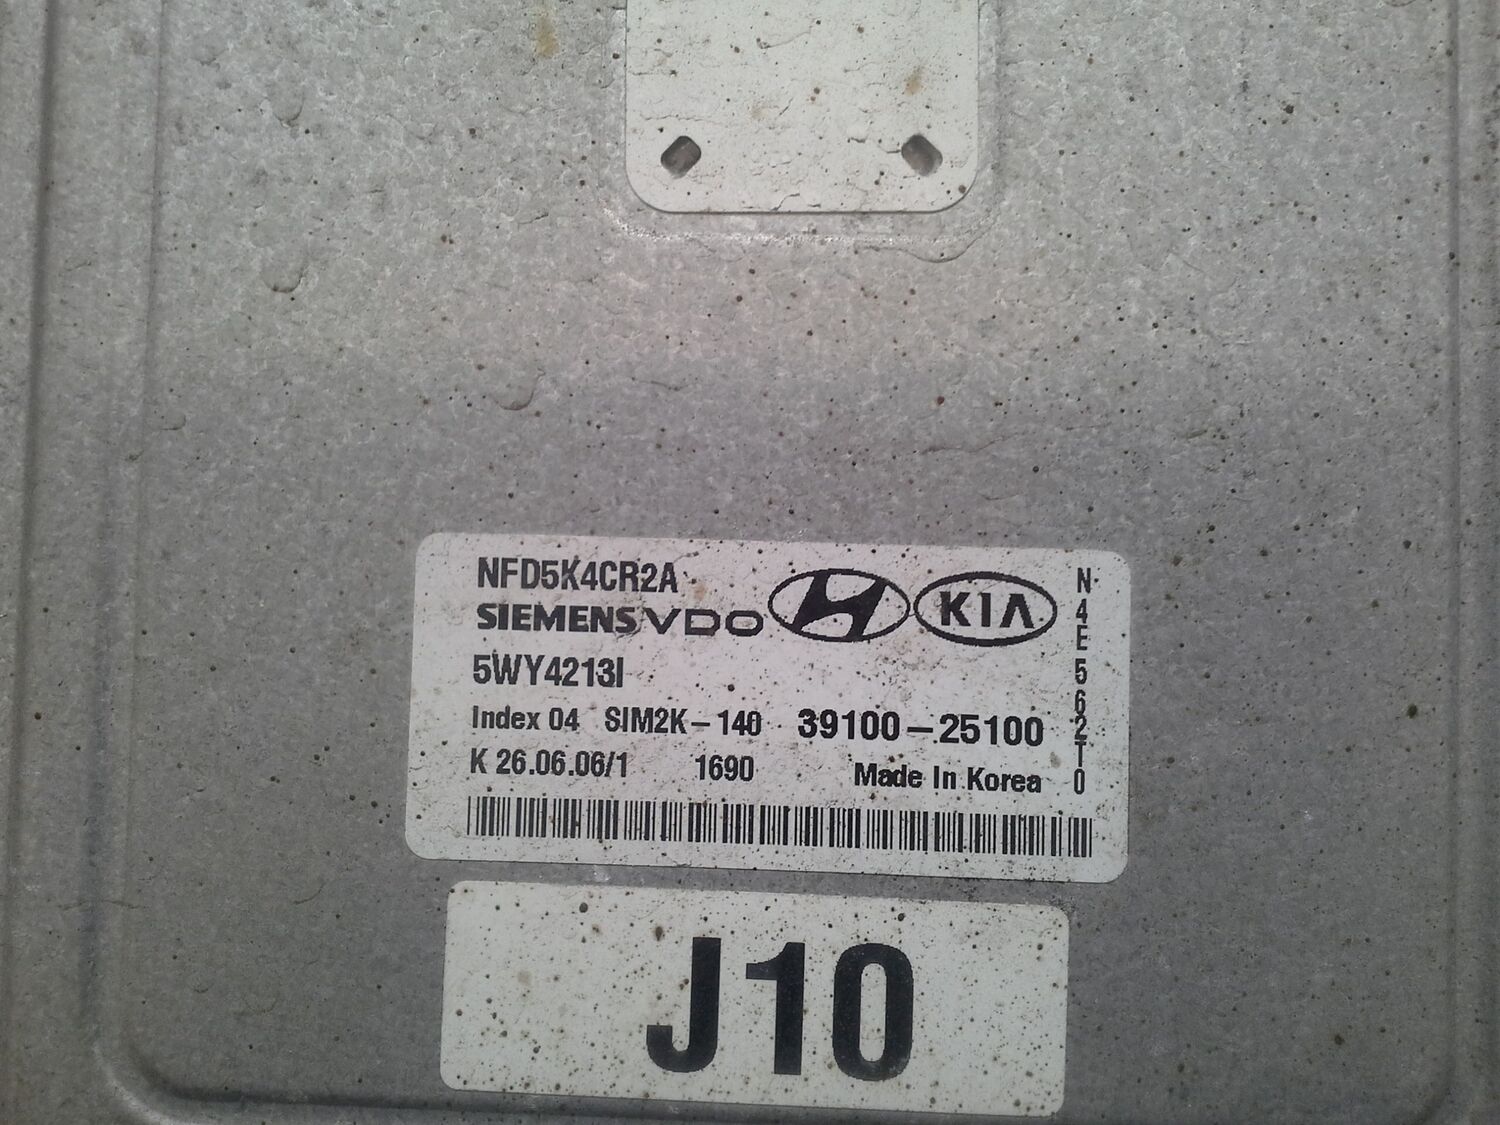 NFD5K4CR2A
SIEMENS VDO KIA
5WY4213I
Index 04 SIM2K-140 39100-25100
K 26.06.06/1 1690 Made In Korea
N4E562T0
J10